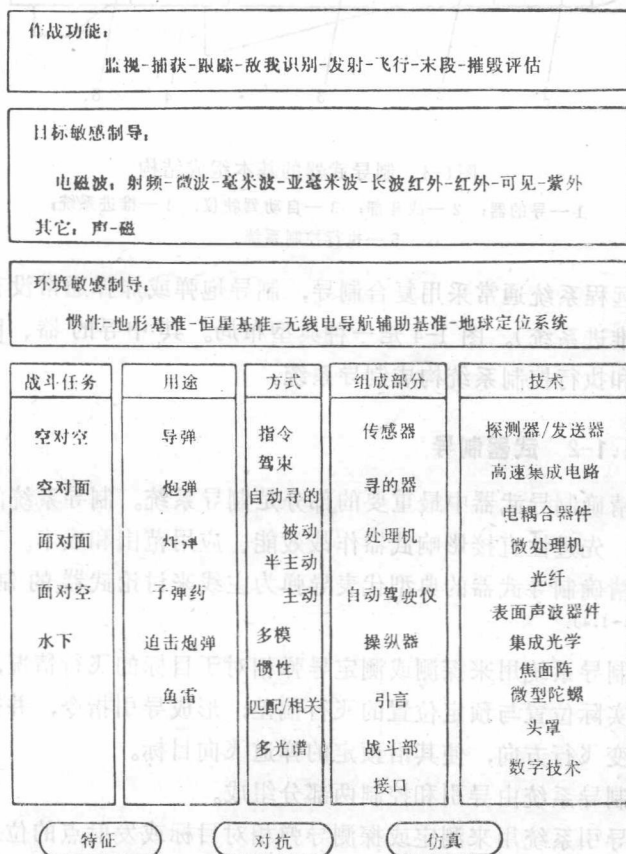 作战功能：
监视-捕获-跟踪-敌我识别-发射-飞行-末段-摧毁评估
目标敏感制导：
电磁波：射频-微波-毫米波-亚毫米波-长波红外-红外-可见-紫外
其它：声-磁
环境敏感制导：
惯性-地形基准-恒星基准-无线电导航辅助基准-地球定位系统
战斗任务
空对空
空对面
面对面
面对空
水下
用途
导弹
炮弹
炸弹
子弹药
迫击炮弹
鱼雷
方式
指令
驾束
自动导的
被动
半主动
主动
多模
惯性
匹配/相关
多光谱
组成部分
传感器
寻的器
处理机
自动驾驶仪
操纵器
引言
战斗部
接口
技术
探测器/发送器
高速集成电路
电耦合器件
微处理机
光纤
表面声波器件
集成光学
焦面阵
微型陀螺
头罩
数字技术
特征
对抗
仿真